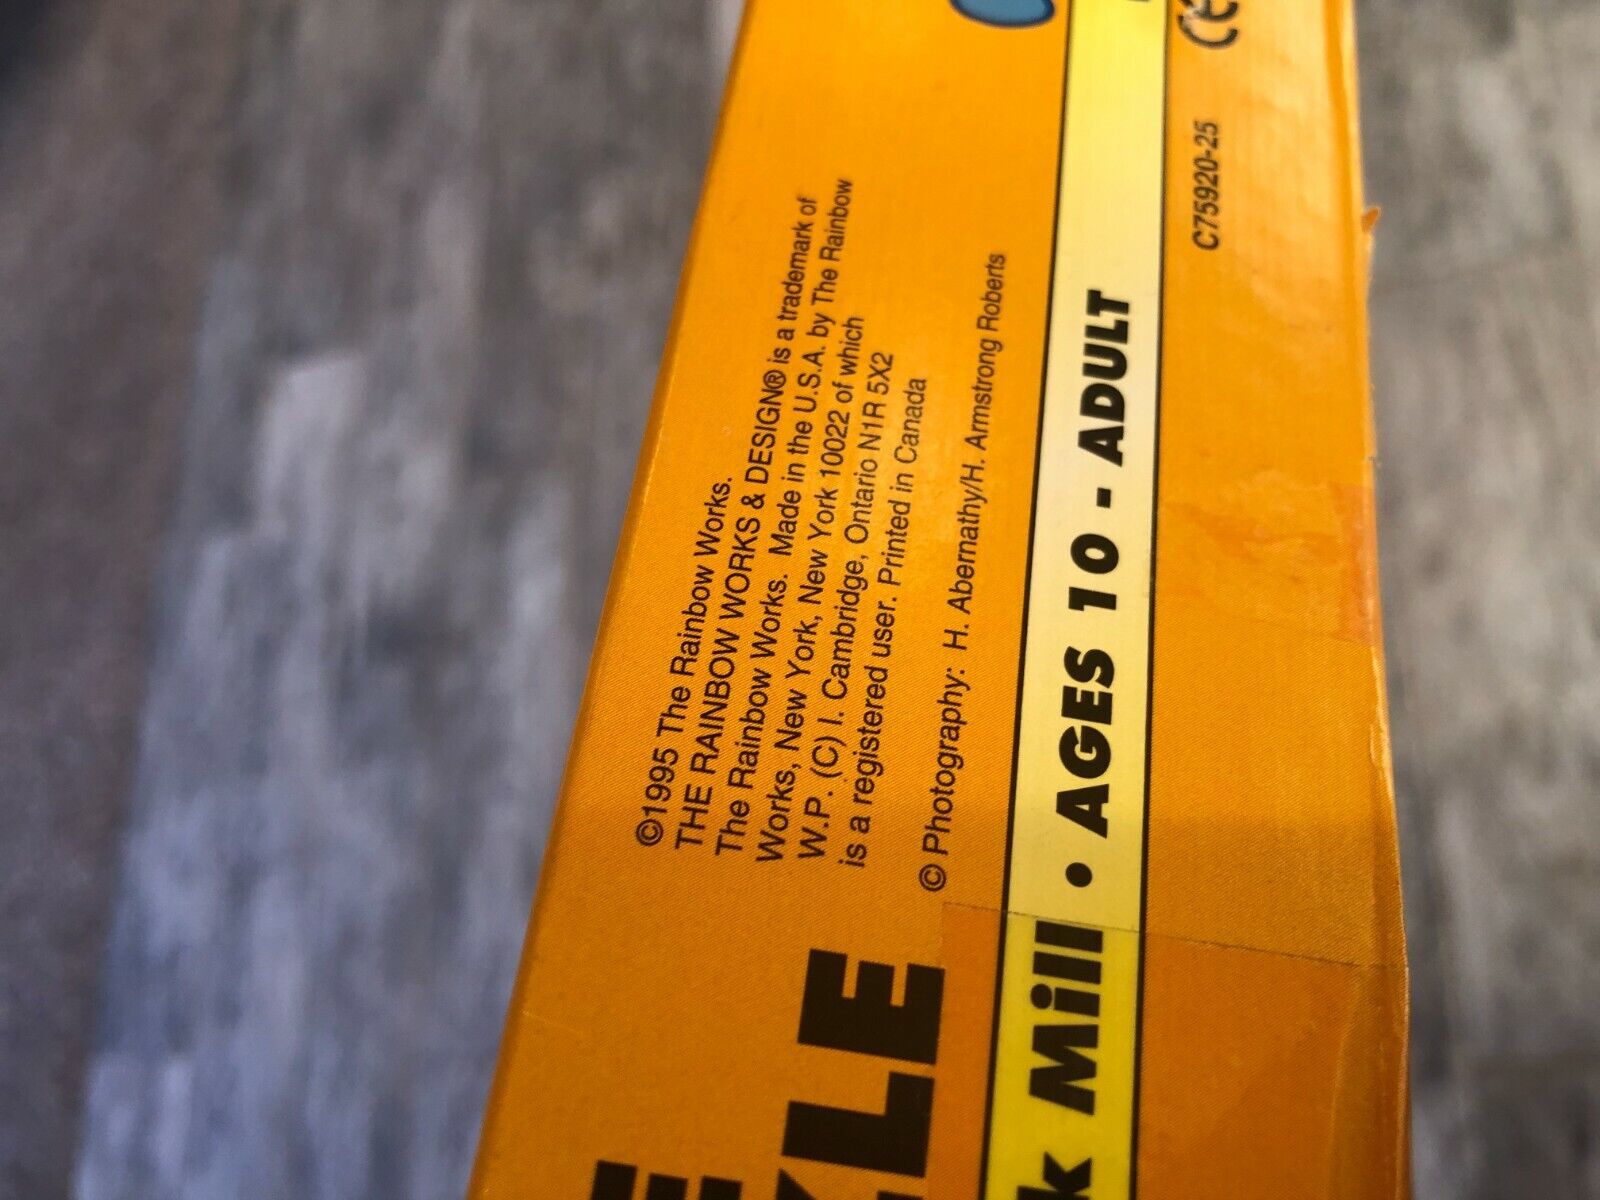 ©1995 The Rainbow Works.
THE RAINBOW WORKS & DESIGN® is a trademark of
The Rainbow Works. Made in the U.S.A. by The Rainbow
Works, New York, New York 10022 of which
W.P. (C) I. Cambridge, Ontario N1R 5X2
is a registered user. Printed in Canada
© Photography: H. Abernathy/H. Armstrong Roberts
k Mill • AGES 10 - ADULT
C75920-25 CE